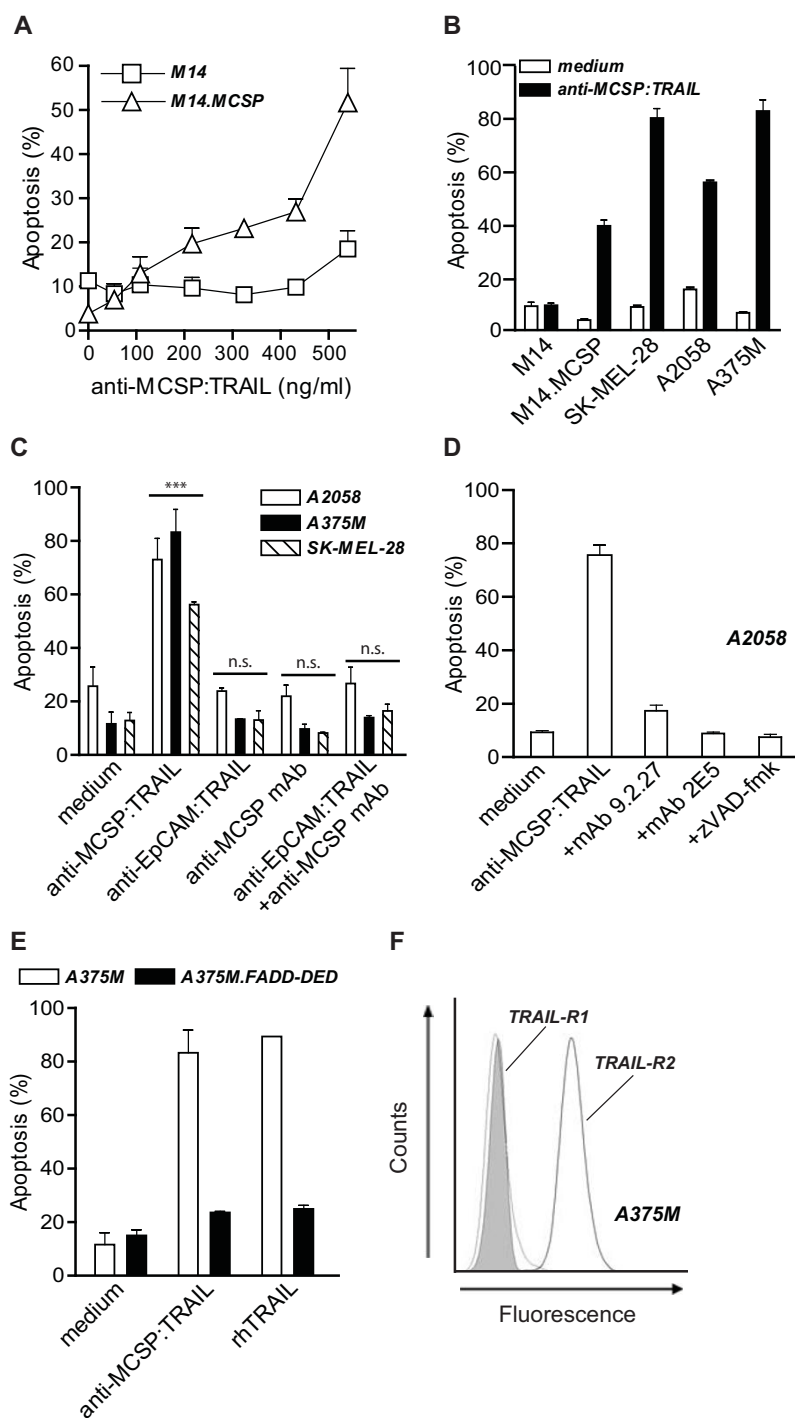 A
60
50
40
30
20
10
0
Apoptosis (%)
M14
M14.MCSP
0 100 200 300 400 500
anti-MCSP:TRAIL (ng/ml)
B
100
80
60
40
20
0
Apoptosis (%)
medium
anti-MCSP:TRAIL
M14
M14.MCSP
SK-MEL-28
A2058
A375M
C
100
80
60
40
20
0
Apoptosis (%)
***
A2058
A375M
SK-MEL-28
n.s.
n.s.
n.s.
medium
anti-MCSP:TRAIL
anti-EpCAM:TRAIL
anti-MCSP mAb
anti-EpCAM:TRAIL
+anti-MCSP mAb
D
100
80
60
40
20
0
Apoptosis (%)
A2058
medium
anti-MCSP:TRAIL
+mAb 9.2.27
+mAb 2E5
+zVAD-fmk
E
A375M
A375M.FADD-DED
100
80
60
40
20
0
Apoptosis (%)
medium
anti-MCSP:TRAIL
rhTRAIL
F
TRAIL-R1
TRAIL-R2
Counts
A375M
Fluorescence